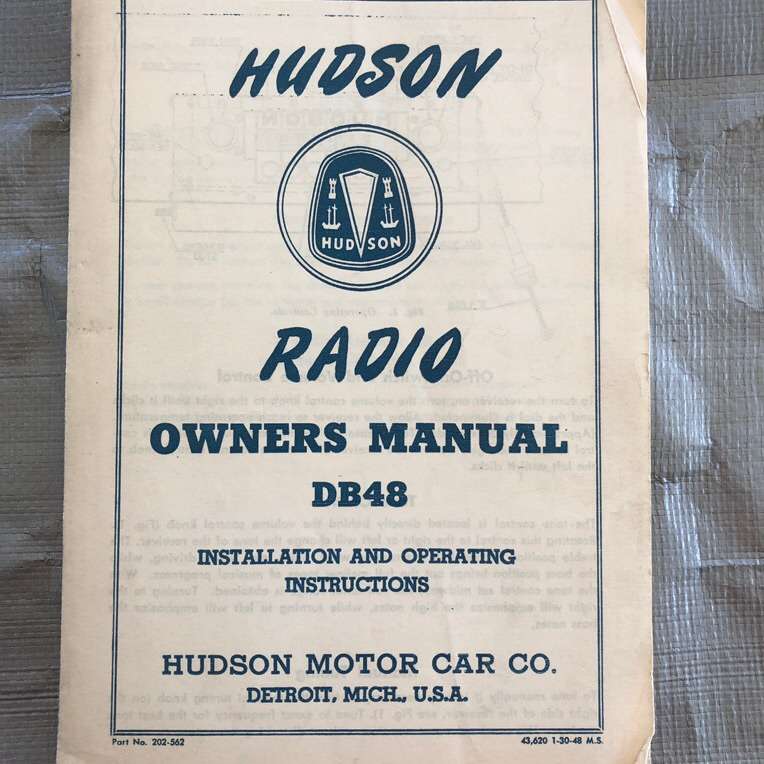 HUDSON
HUDSON
RADIO
OWNERS MANUAL
DB48
INSTALLATION AND OPERATING
INSTRUCTIONS
HUDSON MOTOR CAR CO.
DETROIT, MICH., U.S.A.
Part No. 202-562
43,620 1-30-48 M.S.